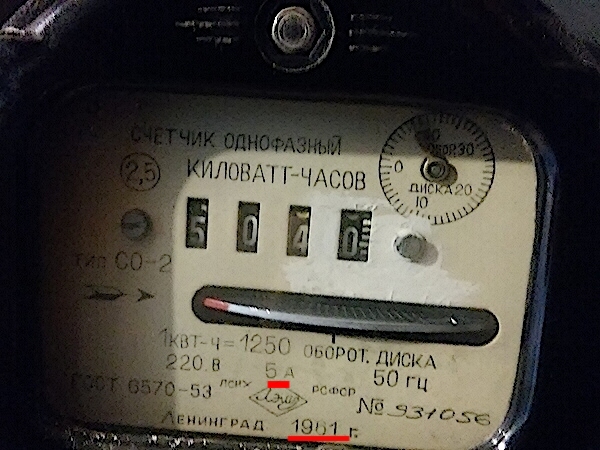 СЧЕТЧИК ОДНОФАЗНЫЙ
2,5
КИЛОВАТТ-ЧАСОВ
0
ДИСКА 20
10
5 0 4 0
ТИП СО-2
1КВТ-Ч = 1250 ОБОРОТ. ДИСКА
220 В 5 А 50 ГЦ
ГОСТ 6570-53 ЛСНХ РСФСР
№ 931056
ЛЕНИНГРАД 1961 г.